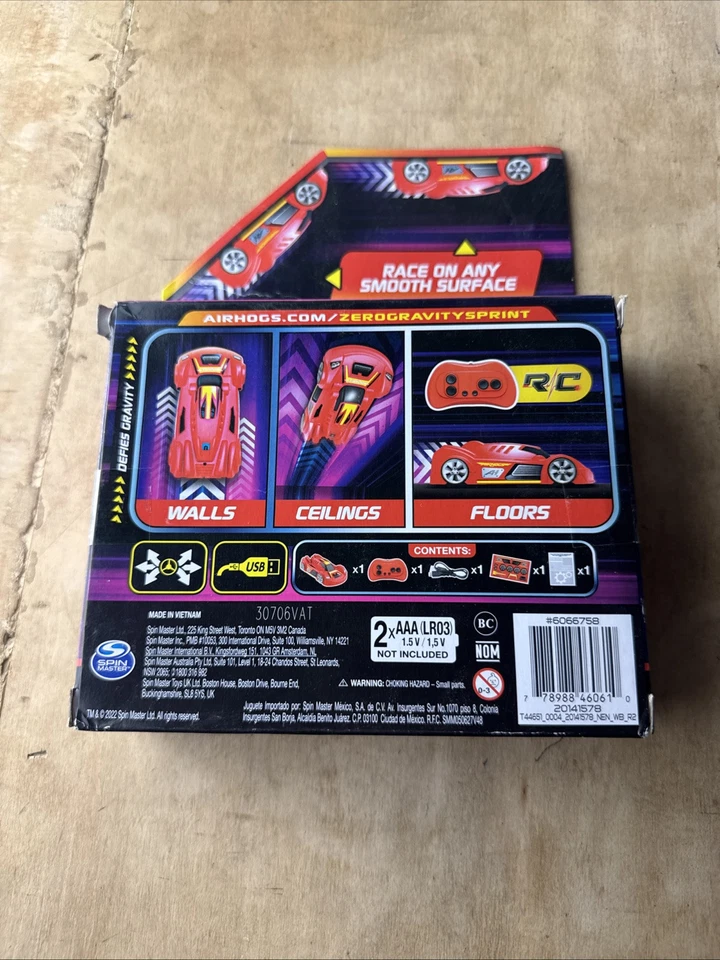 RACE ON ANY
SMOOTH SURFACE
AIRHOGS.COM/ZEROGRAVITYSPRINT
DEFIES GRAVITY
R/C
WALLS
CEILINGS
FLOORS
USB
CONTENTS:
x1
x1
x1
x1
x1
MADE IN VIETNAM
30706VAT
Spin Master Ltd., 225 King Street West, Toronto ON M5V 3M2 Canada
Spin Master Inc., PMB #10053, 300 International Drive, Suite 100, Williamsville, NY 14221
Spin Master International B.V., Kingsfordweg 151, 1043 GR Amsterdam, NL
Spin Master Australia Pty Ltd, Suite 101, Level 1, 18-24 Chandos Street, St Leonards,
NSW 2065; 1800 316 982
Spin Master Toys UK Ltd. Boston House, Boston Drive, Bourne End,
Buckinghamshire, SL8 5YS, UK
SPIN
MASTER™
TM & © 2022 Spin Master Ltd. All rights reserved.
2xAAA (LR03)
1.5 V / 1,5 V
NOT INCLUDED
WARNING: CHOKING HAZARD – Small parts.
0-3
BC
NOM
Juguete Importado por: Spin Master México, S.A. de C.V. Av. Insurgentes Sur No.1070 piso 8, Colonia
Insurgentes San Borja, Alcaldía Benito Juárez. C.P. 03100 Ciudad de México. R.F.C. SMM050627V48
#6066758
7 78988 46061 0
20141578
T44651_0004_20141578_NEN_WB_R2